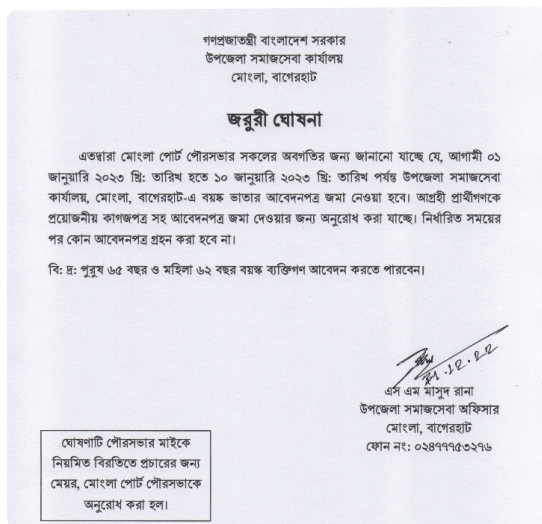 গণপ্রজাতন্ত্রী বাংলাদেশ সরকার
উপজেলা সমাজসেবা কার্যালয়
মোংলা, বাগেরহাট
জরুরী ঘোষনা
এতদ্বারা মোংলা পোর্ট পৌরসভার সকলের অবগতির জন্য জানানো যাচ্ছে যে, আগামী ০১
জানুয়ারি ২০২৩ খ্রি: তারিখ হতে ১০ জানুয়ারি ২০২৩ খ্রি: তারিখ পর্যন্ত উপজেলা সমাজসেবা
কার্যালয়, মোংলা, বাগেরহাট-এ বয়স্ক ভাতার আবেদনপত্র জমা নেওয়া হবে। আগ্রহী প্রার্থীগণকে
প্রয়োজনীয় কাগজপত্র সহ আবেদনপত্র জমা দেওয়ার জন্য অনুরোধ করা যাচ্ছে। নির্ধারিত সময়ের
পর কোন আবেদনপত্র গ্রহন করা হবে না।
বি: দ্র: পুরুষ ৬৫ বছর ও মহিলা ৬২ বছর বয়স্ক ব্যক্তিগণ আবেদন করতে পারবেন।
এস এম মাসুদ রানা
উপজেলা সমাজসেবা অফিসার
মোংলা, বাগেরহাট
ফোন নং: ০২৪৭৭৭৫৩২৭৬
ঘোষণাটি পৌরসভার মাইকে
নিয়মিত বিরতিতে প্রচারের জন্য
মেয়র, মোংলা পোর্ট পৌরসভাকে
অনুরোধ করা হল।